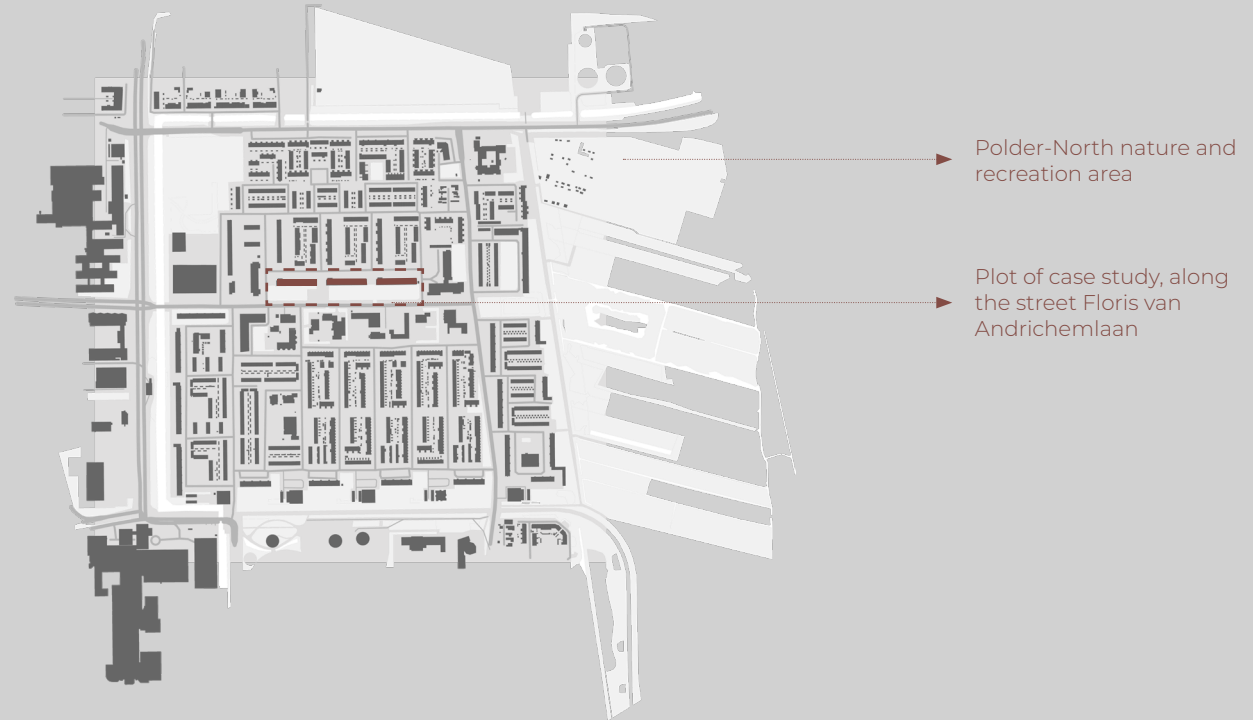 Polder-North nature and
recreation area
Plot of case study, along
the street Floris van
Andrichemlaan